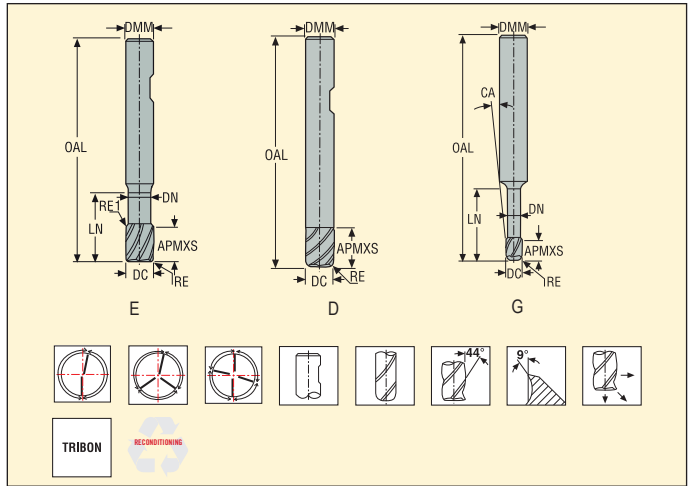 DMM
OAL
RE1
LN
DN
APMXS
DC
RE
E
DMM
OAL
APMXS
DC
RE
D
DMM
CA
OAL
LN
DN
APMXS
DC
RE
G
44°
9°
TRIBON
RECONDITIONING